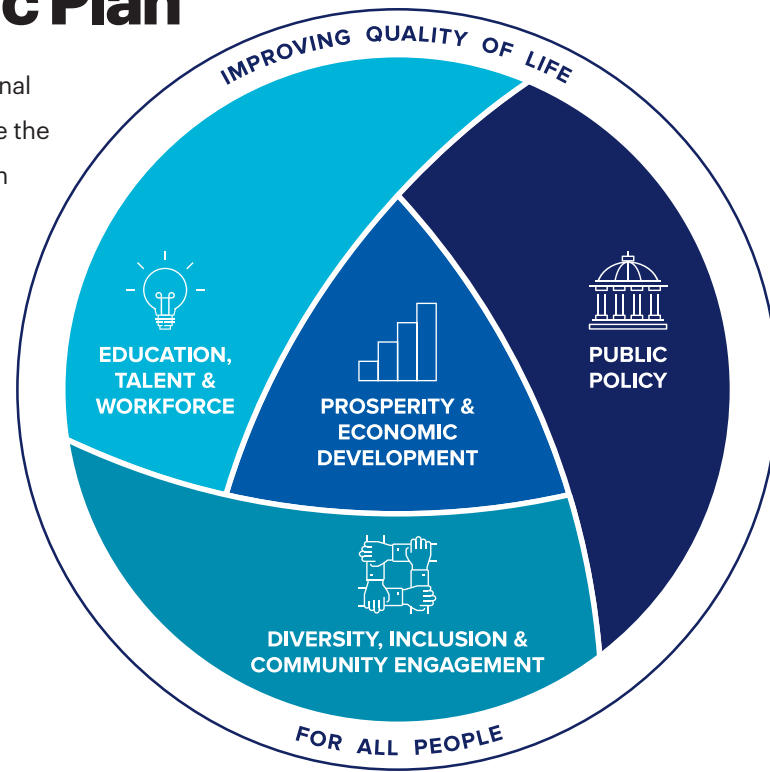 c Plan
IMPROVING QUALITY OF LIFE
nal
e the
n
EDUCATION,
TALENT &
WORKFORCE
PROSPERITY &
ECONOMIC
DEVELOPMENT
PUBLIC
POLICY
DIVERSITY, INCLUSION &
COMMUNITY ENGAGEMENT
FOR ALL PEOPLE